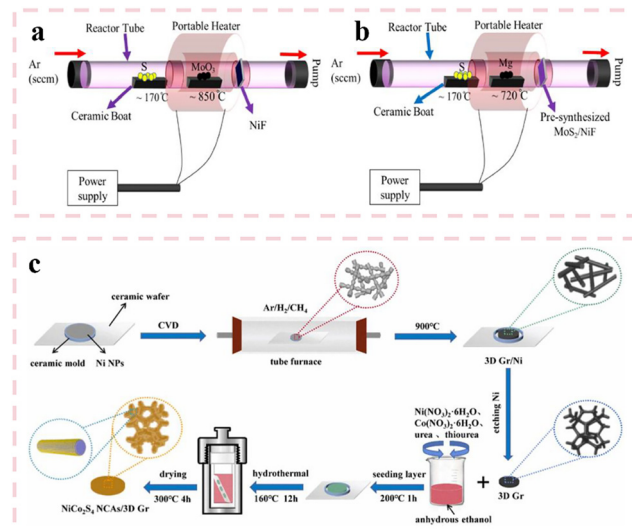 a
Reactor Tube
Portable Heater
Ar
(sccm)
S
MoO3
Pump
~ 170℃
~ 850℃
Ceramic Boat
NiF
Power
supply
b
Reactor Tube
Portable Heater
Ar
(sccm)
S
Mg
Pump
~ 170℃
~ 720℃
Ceramic Boat
Pre-synthesized
MoS2/NiF
Power
supply
c
ceramic wafer
ceramic mold
Ni NPs
CVD
Ar/H2/CH4
tube furnace
900℃
3D Gr/Ni
etching Ni
3D Gr
+
Ni(NO3)2·6H2O、
Co(NO3)2·6H2O、
urea 、thiourea
anhydrous ethanol
seeding layer
200℃ 1h
hydrothermal
160℃ 12h
drying
300℃ 4h
NiCo2S4 NCAs/3D Gr